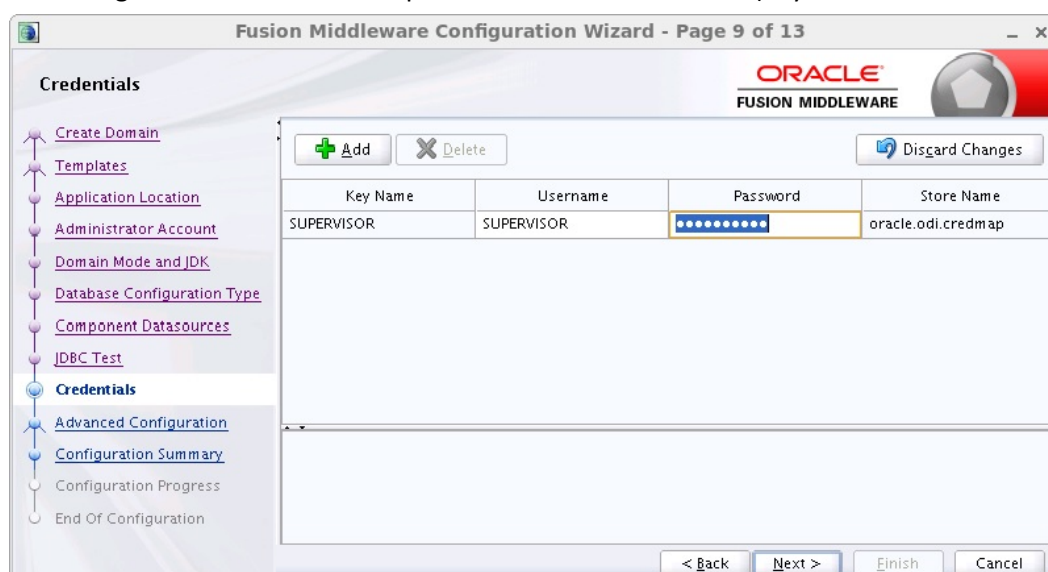 Fusion Middleware Configuration Wizard - Page 9 of 13
Credentials
ORACLE
FUSION MIDDLEWARE
Create Domain
Templates
Application Location
Administrator Account
Domain Mode and JDK
Database Configuration Type
Component Datasources
JDBC Test
Credentials
Advanced Configuration
Configuration Summary
Configuration Progress
End Of Configuration
Add Delete Discard Changes
Key Name Username Password Store Name
SUPERVISOR SUPERVISOR •••••••••• oracle.odi.credmap
< Back Next > Finish Cancel